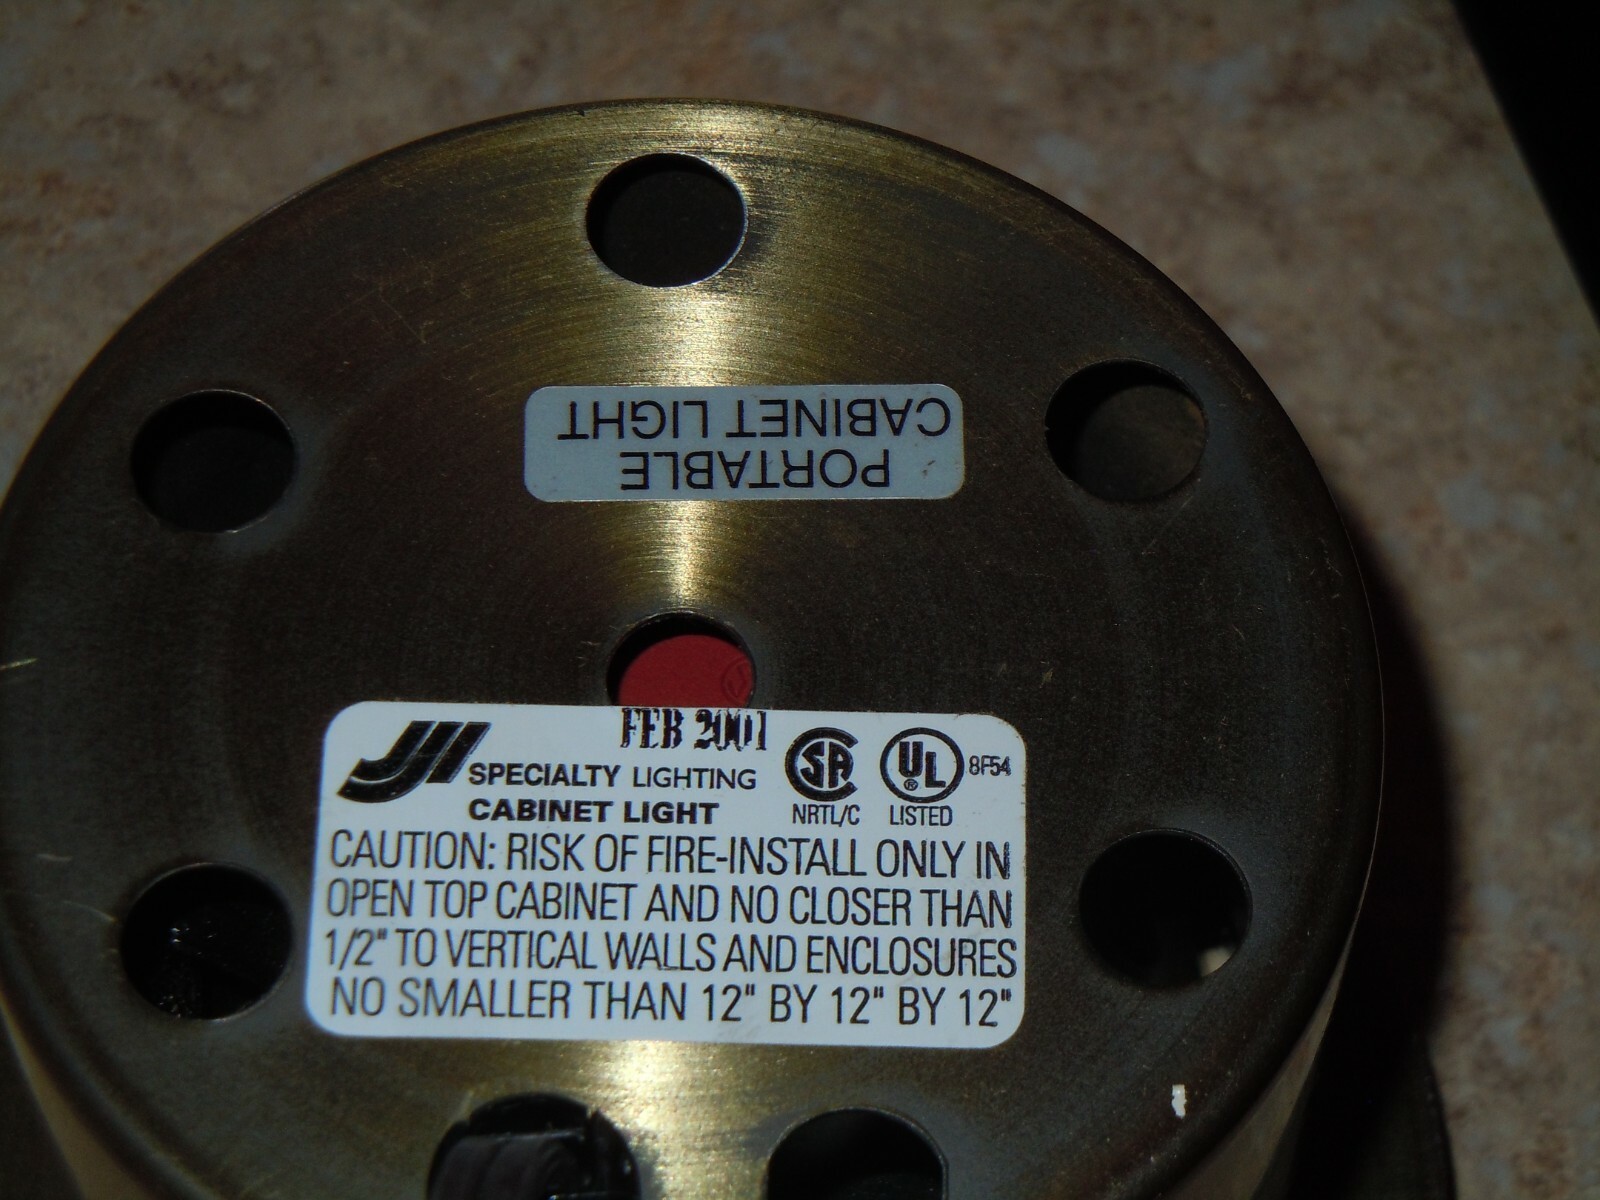 PORTABLE
CABINET LIGHT
FEB 2001
JJI SPECIALTY LIGHTING
CABINET LIGHT
SA
NRTL/C
UL
®
LISTED
8F54
CAUTION: RISK OF FIRE-INSTALL ONLY IN
OPEN TOP CABINET AND NO CLOSER THAN
1/2" TO VERTICAL WALLS AND ENCLOSURES
NO SMALLER THAN 12" BY 12" BY 12"